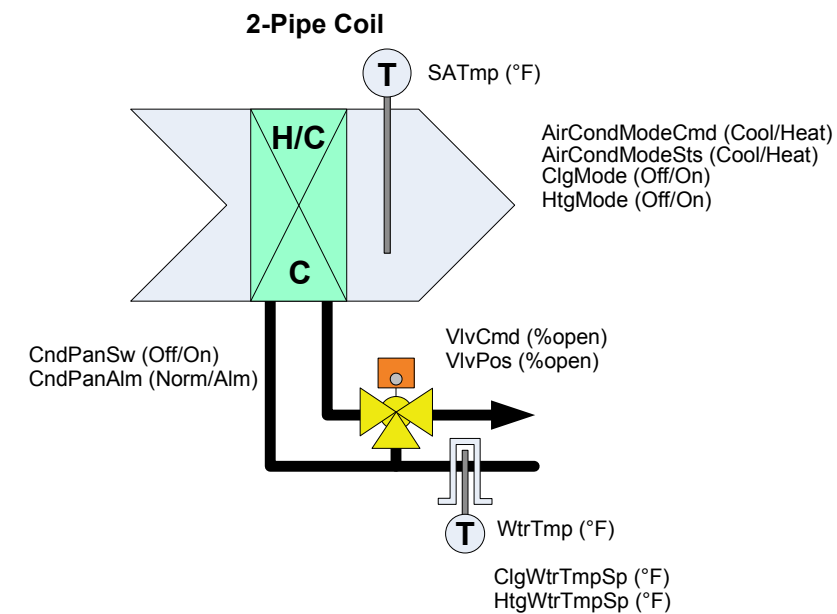 2-Pipe Coil
T
SATmp (°F)
H/C
C
AirCondModeCmd (Cool/Heat)
AirCondModeSts (Cool/Heat)
ClgMode (Off/On)
HtgMode (Off/On)
CndPanSw (Off/On)
CndPanAlm (Norm/Alm)
VlvCmd (%open)
VlvPos (%open)
T
WtrTmp (°F)
ClgWtrTmpSp (°F)
HtgWtrTmpSp (°F)